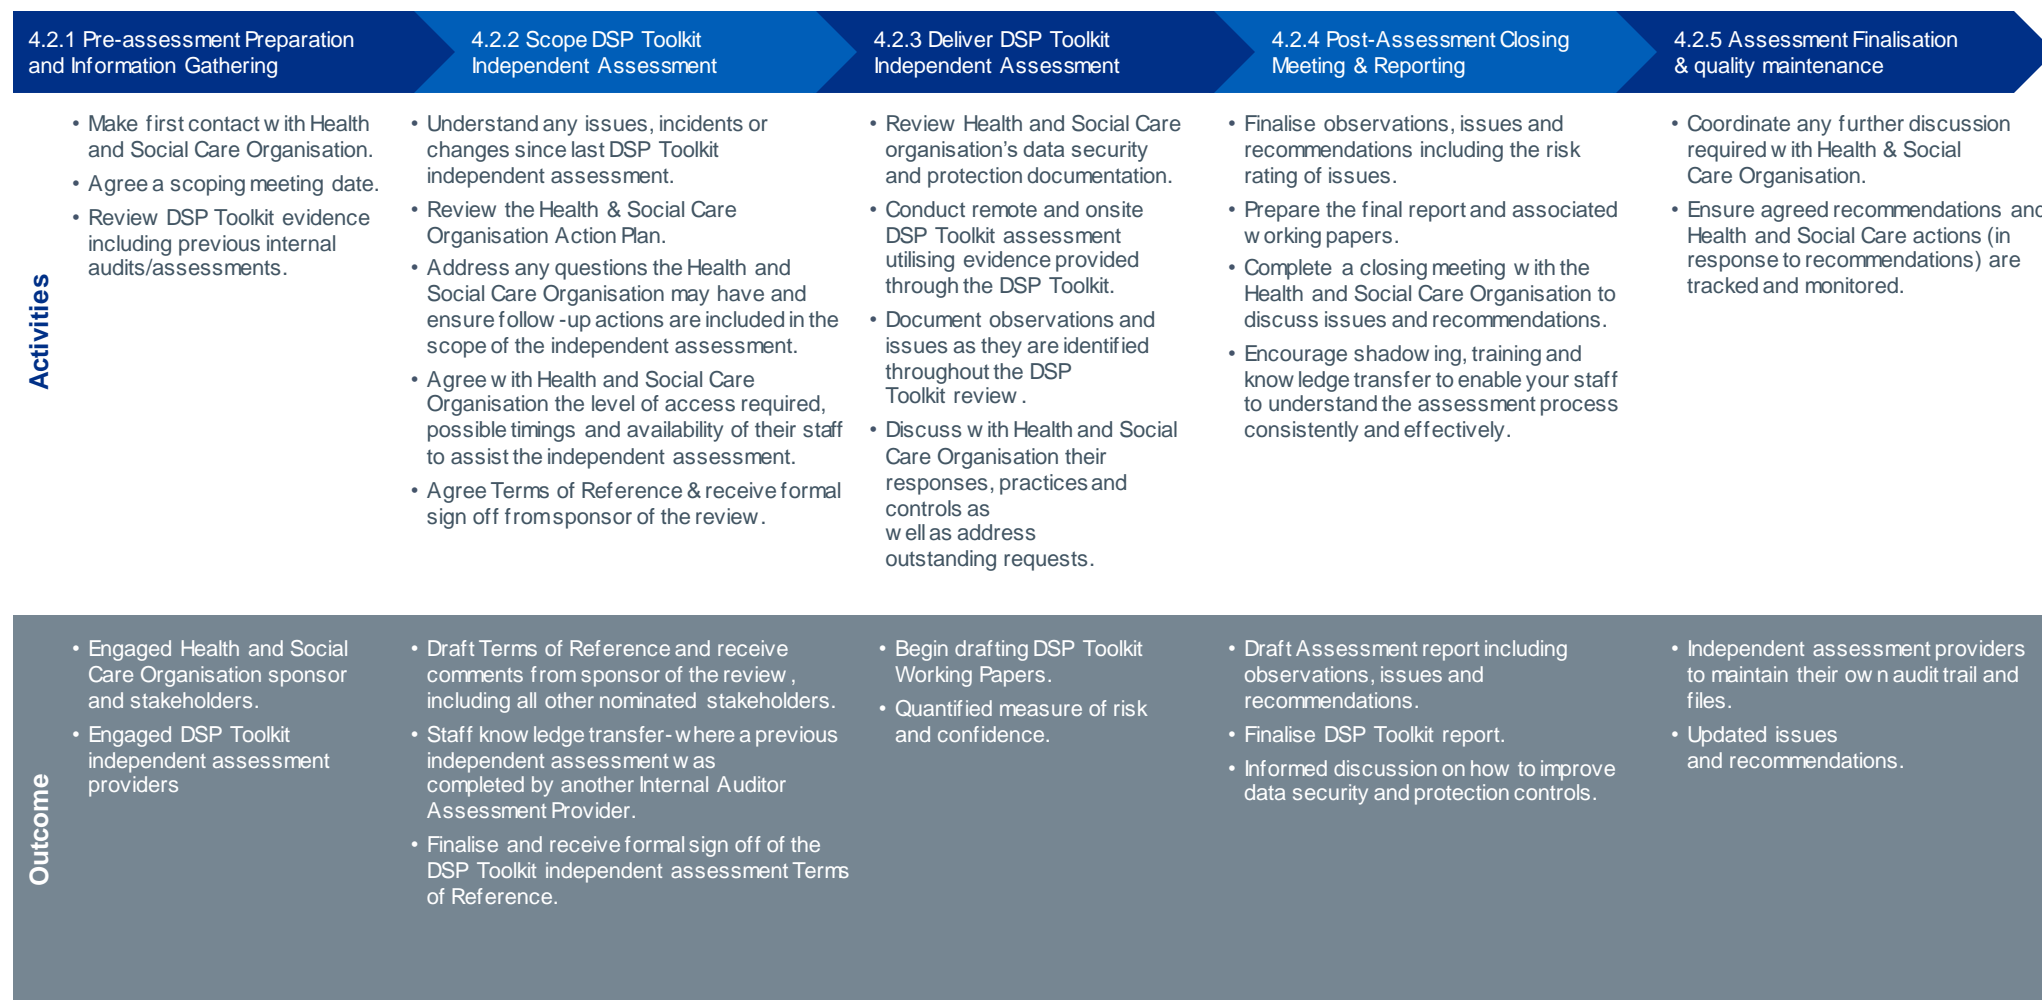 4.2.1 Pre-assessment Preparation
and Information Gathering
4.2.2 Scope DSP Toolkit
Independent Assessment
4.2.3 Deliver DSP Toolkit
Independent Assessment
4.2.4 Post-Assessment Closing
Meeting & Reporting
4.2.5 Assessment Finalisation
& quality maintenance
Activities
• Make first contact with Health
and Social Care Organisation.
• Agree a scoping meeting date.
• Review DSP Toolkit evidence
including previous internal
audits/assessments.
• Understand any issues, incidents or
changes since last DSP Toolkit
independent assessment.
• Review the Health & Social Care
Organisation Action Plan.
• Address any questions the Health and
Social Care Organisation may have and
ensure follow-up actions are included in the
scope of the independent assessment.
• Agree with Health and Social Care
Organisation the level of access required,
possible timings and availability of their staff
to assist the independent assessment.
• Agree Terms of Reference & receive formal
sign off from sponsor of the review.
• Review Health and Social Care
organisation's data security
and protection documentation.
• Conduct remote and onsite
DSP Toolkit assessment
utilising evidence provided
through the DSP Toolkit.
• Document observations and
issues as they are identified
throughout the DSP
Toolkit review.
• Discuss with Health and Social
Care Organisation their
responses, practices and
controls as
well as address
outstanding requests.
• Finalise observations, issues and
recommendations including the risk
rating of issues.
• Prepare the final report and associated
working papers.
• Complete a closing meeting with the
Health and Social Care Organisation to
discuss issues and recommendations.
• Encourage shadowing, training and
knowledge transfer to enable your staff
to understand the assessment process
consistently and effectively.
• Coordinate any further discussion
required with Health & Social
Care Organisation.
• Ensure agreed recommendations and
Health and Social Care actions (in
response to recommendations) are
tracked and monitored.
Outcome
• Engaged Health and Social
Care Organisation sponsor
and stakeholders.
• Engaged DSP Toolkit
independent assessment
providers
• Draft Terms of Reference and receive
comments from sponsor of the review,
including all other nominated stakeholders.
• Staff knowledge transfer- where a previous
independent assessment was
completed by another Internal Auditor
Assessment Provider.
• Finalise and receive formal sign off of the
DSP Toolkit independent assessment Terms
of Reference.
• Begin drafting DSP Toolkit
Working Papers.
• Quantified measure of risk
and confidence.
• Draft Assessment report including
observations, issues and
recommendations.
• Finalise DSP Toolkit report.
• Informed discussion on how to improve
data security and protection controls.
• Independent assessment providers
to maintain their own audit trail and
files.
• Updated issues
and recommendations.